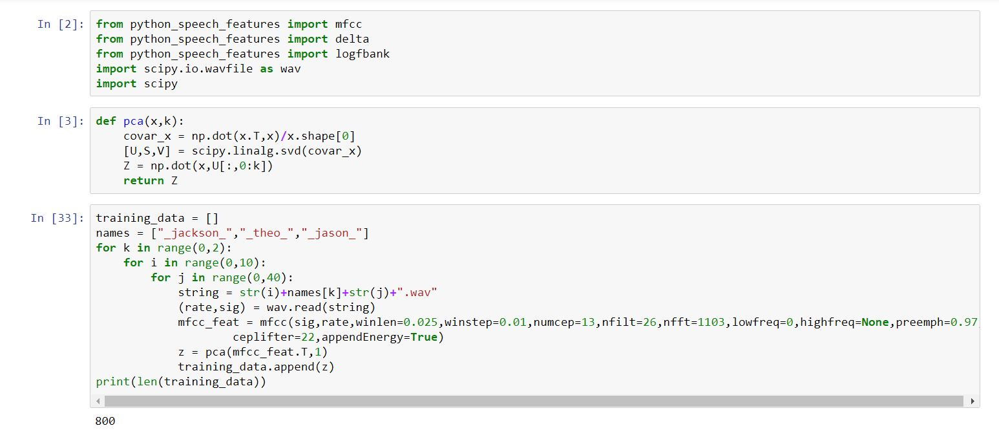 In [2]: from python_speech_features import mfcc
from python_speech_features import delta
from python_speech_features import logfbank
import scipy.io.wavfile as wav
import scipy
In [3]: def pca(x,k):
    covar_x = np.dot(x.T,x)/x.shape[0]
    [U,S,V] = scipy.linalg.svd(covar_x)
    Z = np.dot(x,U[:,0:k])
    return Z
In [33]: training_data = []
names = ["_jackson_","_theo_","_jason_"]
for k in range(0,2):
    for i in range(0,10):
        for j in range(0,40):
            string = str(i)+names[k]+str(j)+".wav"
            (rate,sig) = wav.read(string)
            mfcc_feat = mfcc(sig,rate,winlen=0.025,winstep=0.01,numcep=13,nfilt=26,nfft=1103,lowfreq=0,highfreq=None,preemph=0.97
                    ceplifter=22,appendEnergy=True)
            z = pca(mfcc_feat.T,1)
            training_data.append(z)
print(len(training_data))
800